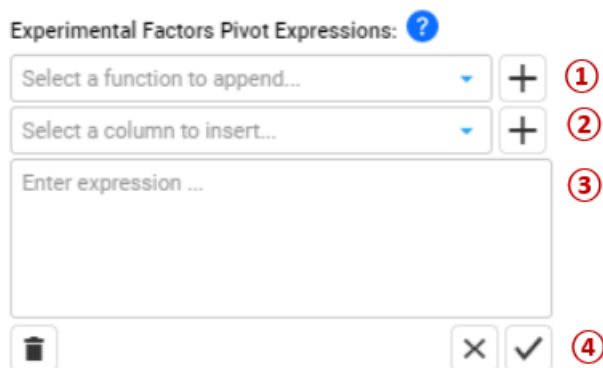 Experimental Factors Pivot Expressions: ?
Select a function to append... ①
Select a column to insert... ②
Enter expression ... ③
④